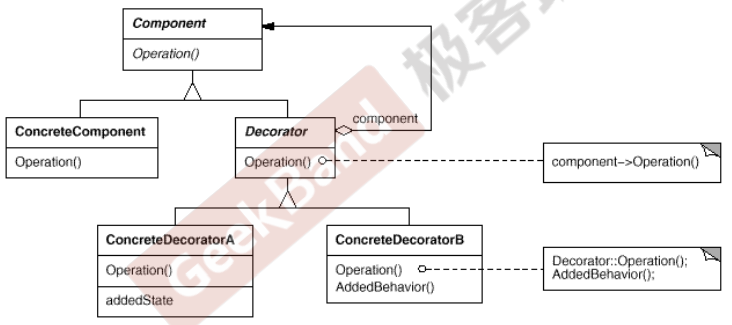 Component
Operation()
ConcreteComponent
Operation()
Decorator
Operation()
component
component->Operation()
ConcreteDecoratorA
Operation()
addedState
ConcreteDecoratorB
Operation()
AddedBehavior()
Decorator::Operation();
AddedBehavior();
GeekBand 极客